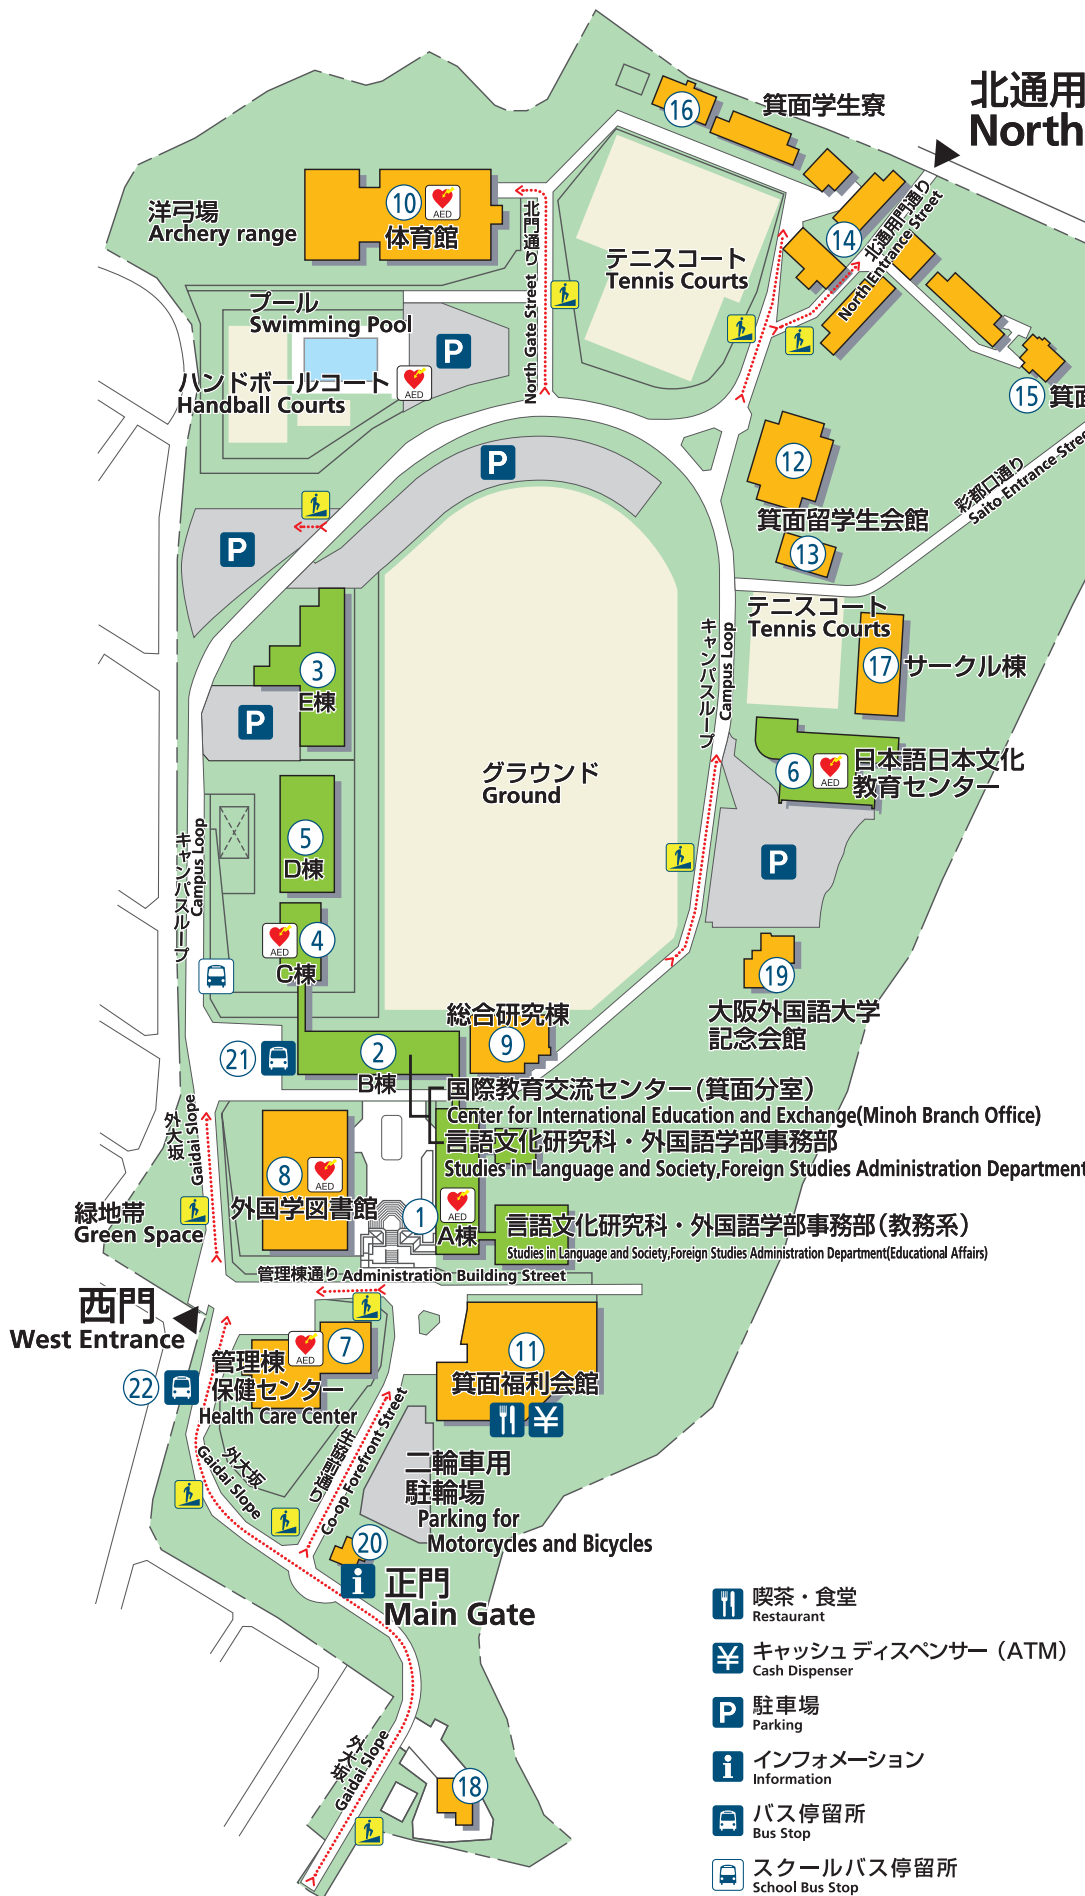 北通用
North
16
箕面学生寮
10
AED
体育館
洋弓場
Archery range
北門通り
North Gate Street
テニスコート
Tennis Courts
14
北通用門通り
North Entrance Street
プール
Swimming Pool
P
ハンドボールコート
Handball Courts
AED
15
箕面
P
12
彩都口通り
Saito Entrance Stree
箕面留学生会館
13
P
テニスコート
Tennis Courts
キャンパスループ
Campus Loop
3
E棟
17
サークル棟
P
グラウンド
Ground
6
AED
日本語日本文化
教育センター
5
D棟
キャンパスループ
Campus Loop
P
AED
4
C棟
19
大阪外国語大学
記念会館
総合研究棟
9
21
2
B棟
国際教育交流センター(箕面分室)
Center for International Education and Exchange(Minoh Branch Office)
言語文化研究科・外国語学部事務部
Studies in Language and Society,Foreign Studies Administration Department
外大坂
Gaidai Slope
8
AED
外国学図書館
1
AED
A棟
言語文化研究科・外国語学部事務部(教務系)
Studies in Language and Society,Foreign Studies Administration Department(Educational Affairs)
緑地帯
Green Space
管理棟通り Administration Building Street
西門
West Entrance
AED
7
管理棟
保健センター
Health Care Center
11
箕面福利会館
22
外大坂
Gaidai Slope
生協前通り
Co-op Forefront Street
二輪車用
駐輪場
Parking for
Motorcycles and Bicycles
20
正門
Main Gate
外大坂
Gaidai Slope
18
喫茶・食堂
Restaurant
キャッシュディスペンサー（ATM）
Cash Dispenser
P
駐車場
Parking
インフォメーション
Information
バス停留所
Bus Stop
スクールバス停留所
School Bus Stop